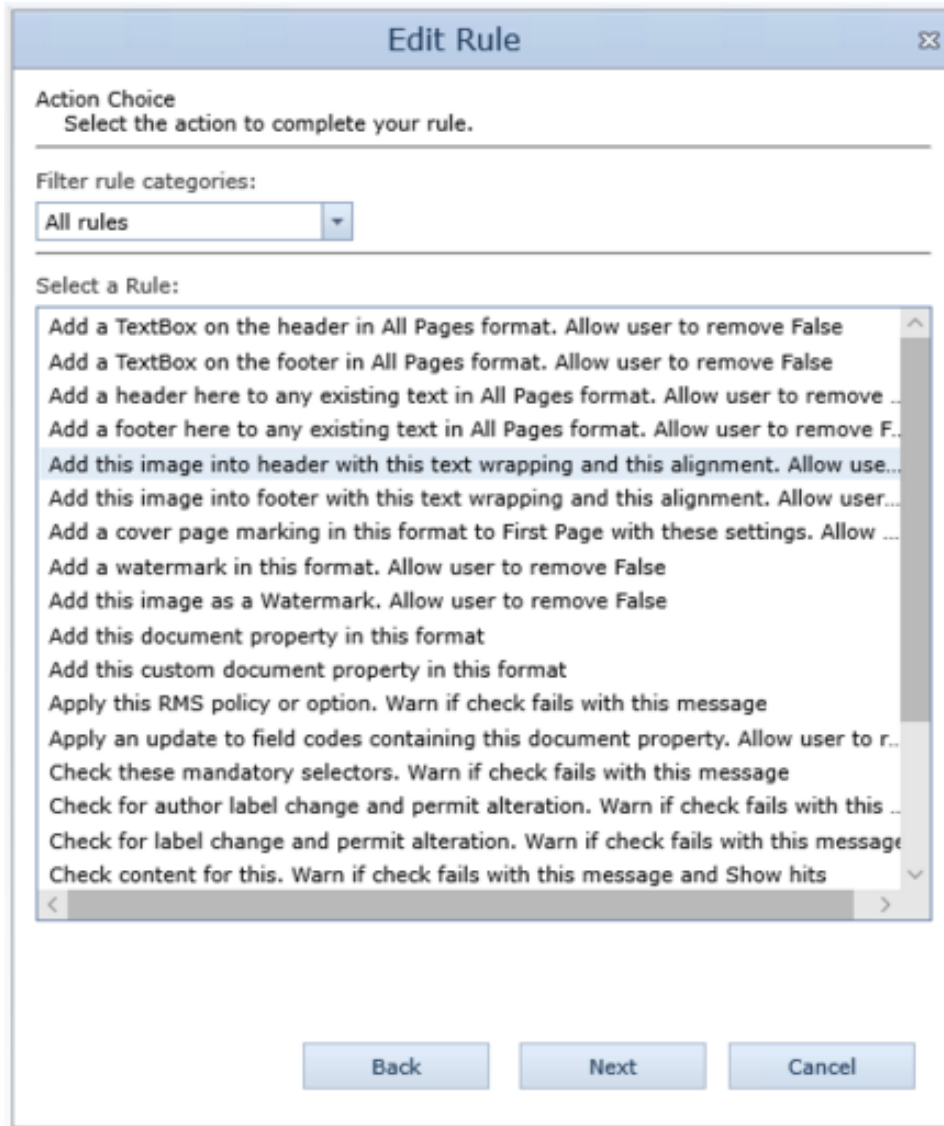 Edit Rule
Action Choice
Select the action to complete your rule.
Filter rule categories:
All rules
Select a Rule:
Add a TextBox on the header in All Pages format. Allow user to remove False
Add a TextBox on the footer in All Pages format. Allow user to remove False
Add a header here to any existing text in All Pages format. Allow user to remove ...
Add a footer here to any existing text in All Pages format. Allow user to remove F...
Add this image into header with this text wrapping and this alignment. Allow use...
Add this image into footer with this text wrapping and this alignment. Allow user...
Add a cover page marking in this format to First Page with these settings. Allow ...
Add a watermark in this format. Allow user to remove False
Add this image as a Watermark. Allow user to remove False
Add this document property in this format
Add this custom document property in this format
Apply this RMS policy or option. Warn if check fails with this message
Apply an update to field codes containing this document property. Allow user to r...
Check these mandatory selectors. Warn if check fails with this message
Check for author label change and permit alteration. Warn if check fails with this ...
Check for label change and permit alteration. Warn if check fails with this message
Check content for this. Warn if check fails with this message and Show hits
Back
Next
Cancel